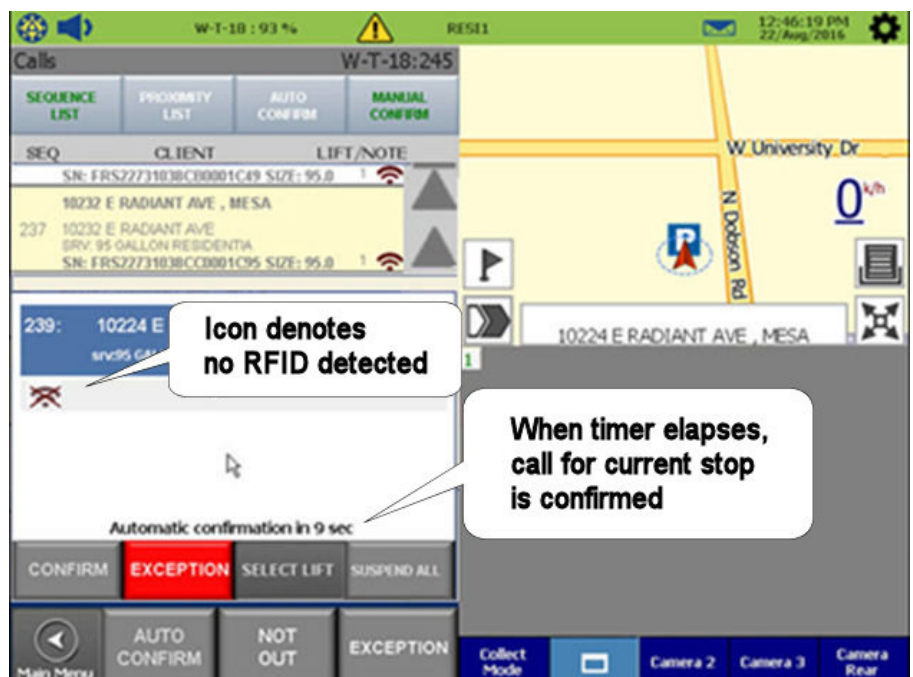 W-T-18 : 93 %
RESI1
12:46:19 PM
22/Aug/2016
Calls
W-T-18:245
SEQUENCE
LIST
PROXIMITY
LIST
AUTO
CONFIRM
MANUAL
CONFIRM
SEQ CLIENT LIFT/NOTE
SN: FRS22731038CB0001C49 SIZE: 95.0 1
10232 E RADIANT AVE , MESA
237 10232 E RADIANT AVE
SRV: 95 GALLON RESIDENTIA
SN: FRS22731038CC0001C95 SIZE: 95.0 1
239: 10224 E
srv:95 GAL
Icon denotes
no RFID detected
Automatic confirmation in 9 sec
CONFIRM
EXCEPTION
SELECT LIFT
SUSPEND ALL
Main Menu
AUTO
CONFIRM
NOT
OUT
EXCEPTION
W University Dr
N Dobson Rd
0 k/h
P
10224 E RADIANT AVE , MESA
1
When timer elapses,
call for current stop
is confirmed
Collect
Mode
Camera 2
Camera 3
Camera
Rear